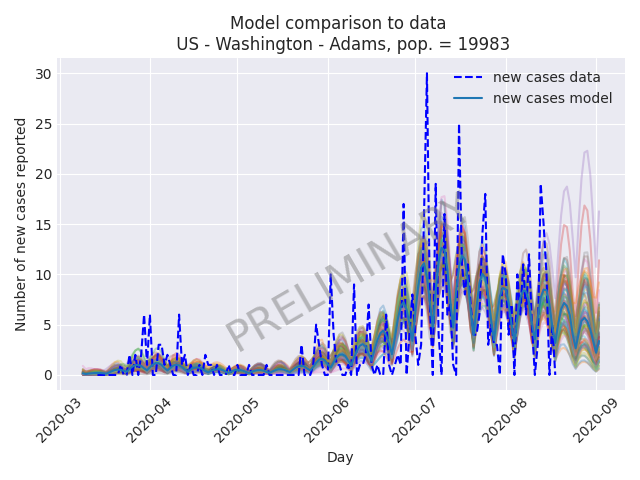 Model comparison to data
US - Washington - Adams, pop. = 19983
new cases data
new cases model
Number of new cases reported
30
25
20
15
10
5
0
PRELIMINARY
2020-03
2020-04
2020-05
2020-06
2020-07
2020-08
2020-09
Day